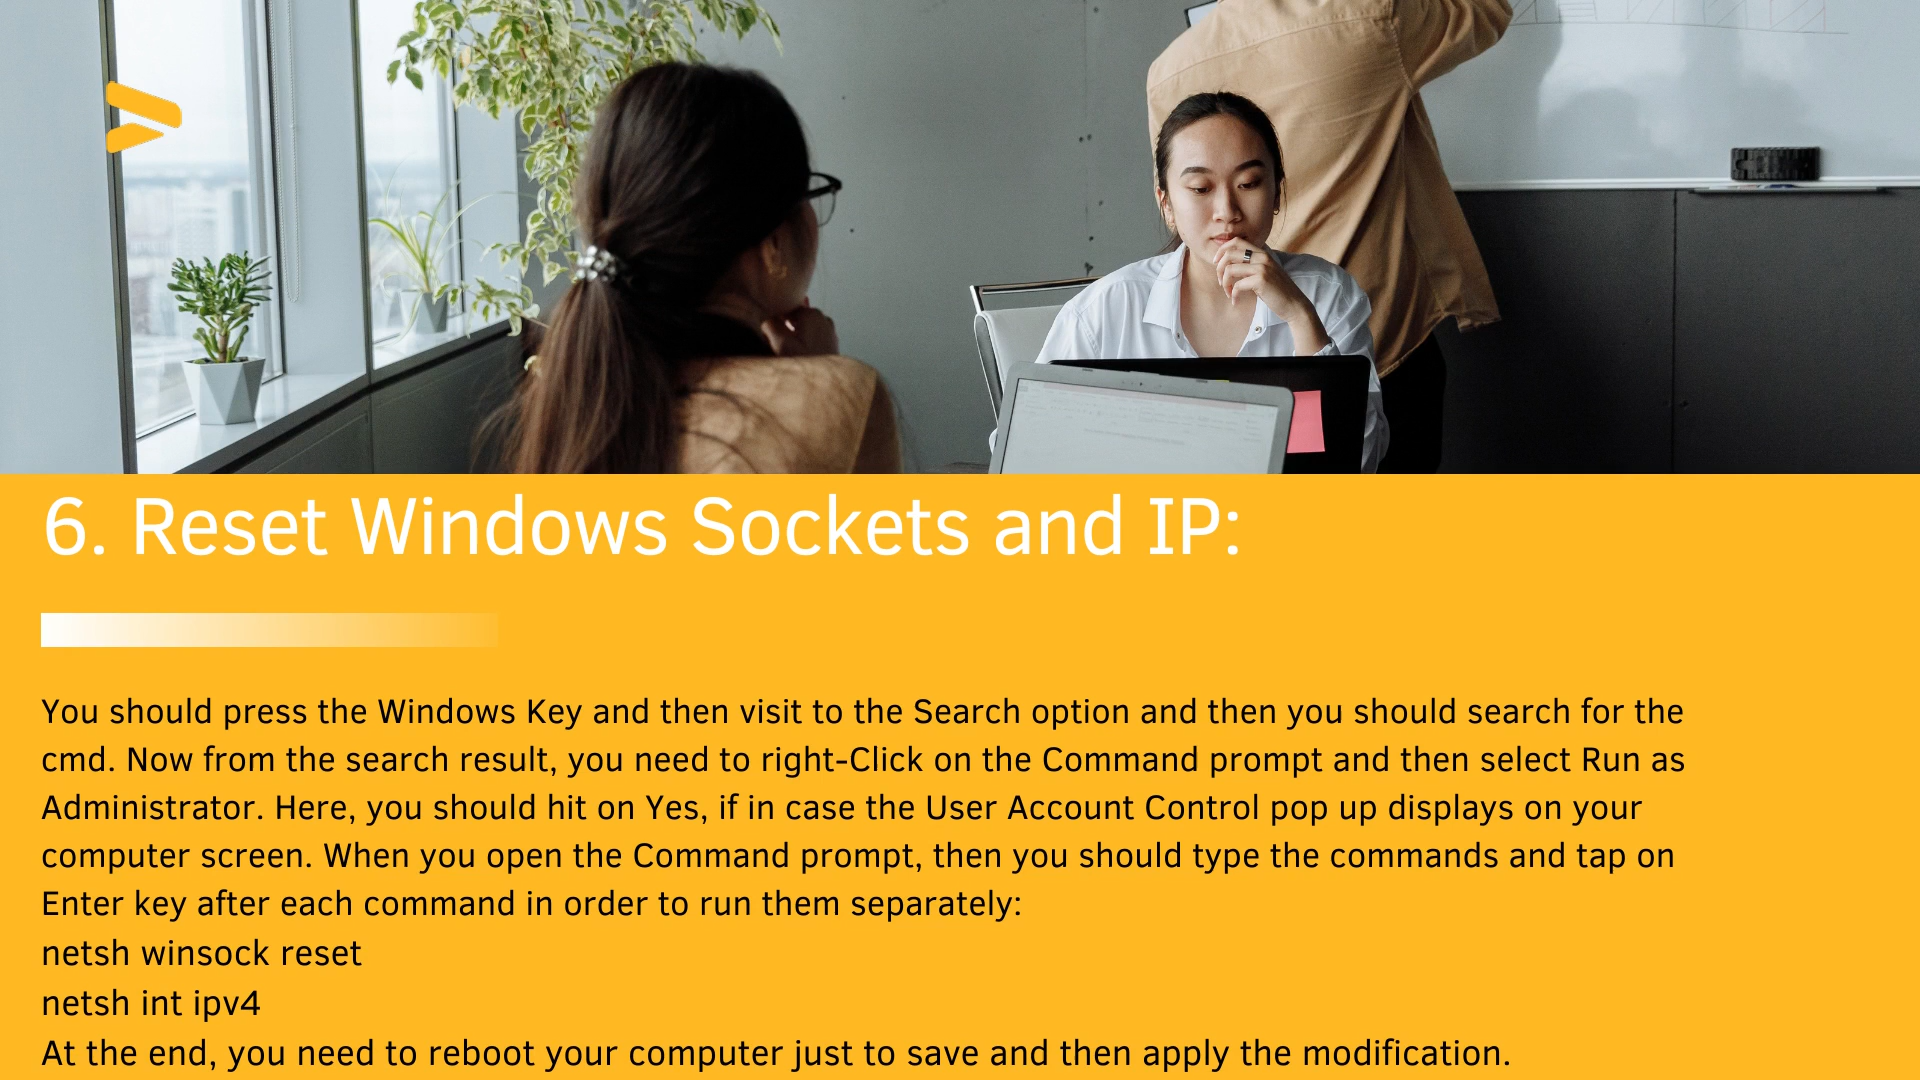 6. Reset Windows Sockets and IP:
You should press the Windows Key and then visit to the Search option and then you should search for the
cmd. Now from the search result, you need to right-Click on the Command prompt and then select Run as
Administrator. Here, you should hit on Yes, if in case the User Account Control pop up displays on your
computer screen. When you open the Command prompt, then you should type the commands and tap on
Enter key after each command in order to run them separately:
netsh winsock reset
netsh int ipv4
At the end, you need to reboot your computer just to save and then apply the modification.